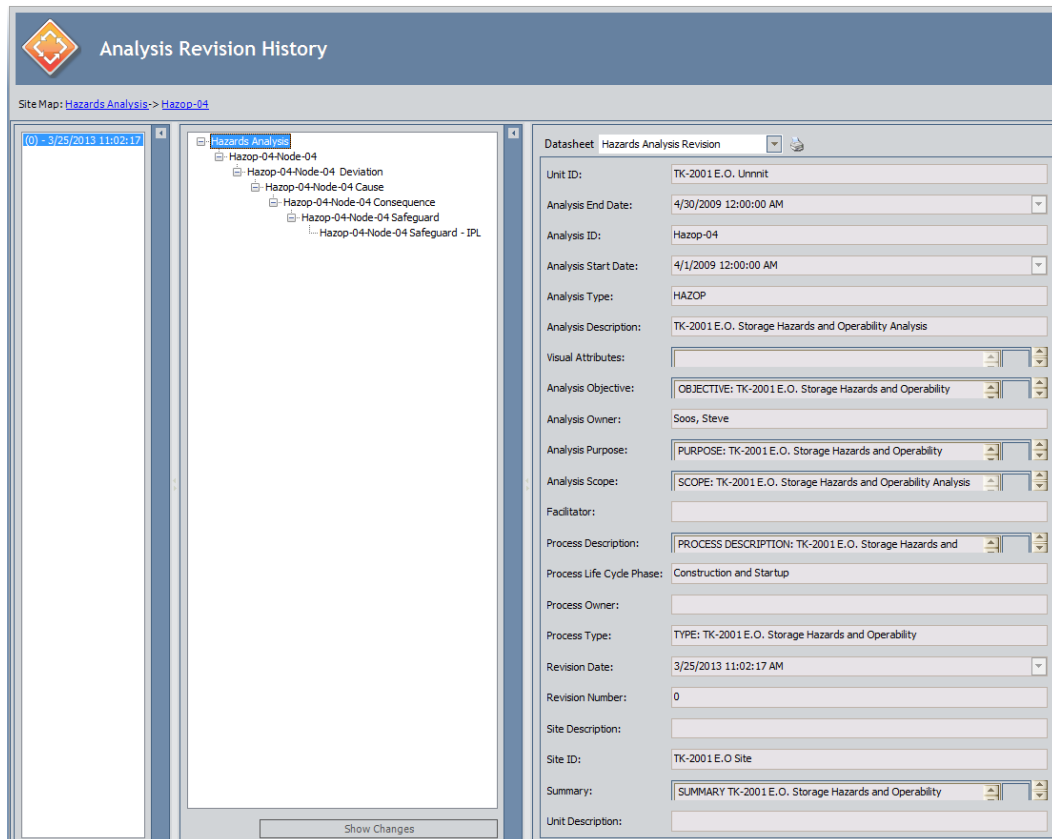 Analysis Revision History
Site Map: Hazards Analysis-> Hazop-04
(0) - 3/25/2013 11:02:17
Hazards Analysis
Hazop-04-Node-04
Hazop-04-Node-04 Deviation
Hazop-04-Node-04 Cause
Hazop-04-Node-04 Consequence
Hazop-04-Node-04 Safeguard
Hazop-04-Node-04 Safeguard - IPL
Show Changes
Datasheet Hazards Analysis Revision
Unit ID: TK-2001 E.O. Unnnit
Analysis End Date: 4/30/2009 12:00:00 AM
Analysis ID: Hazop-04
Analysis Start Date: 4/1/2009 12:00:00 AM
Analysis Type: HAZOP
Analysis Description: TK-2001 E.O. Storage Hazards and Operability Analysis
Visual Attributes:
Analysis Objective: OBJECTIVE: TK-2001 E.O. Storage Hazards and Operability
Analysis Owner: Soos, Steve
Analysis Purpose: PURPOSE: TK-2001 E.O. Storage Hazards and Operability
Analysis Scope: SCOPE: TK-2001 E.O. Storage Hazards and Operability Analysis
Facilitator:
Process Description: PROCESS DESCRIPTION: TK-2001 E.O. Storage Hazards and
Process Life Cycle Phase: Construction and Startup
Process Owner:
Process Type: TYPE: TK-2001 E.O. Storage Hazards and Operability
Revision Date: 3/25/2013 11:02:17 AM
Revision Number: 0
Site Description:
Site ID: TK-2001 E.O Site
Summary: SUMMARY TK-2001 E.O. Storage Hazards and Operability
Unit Description: